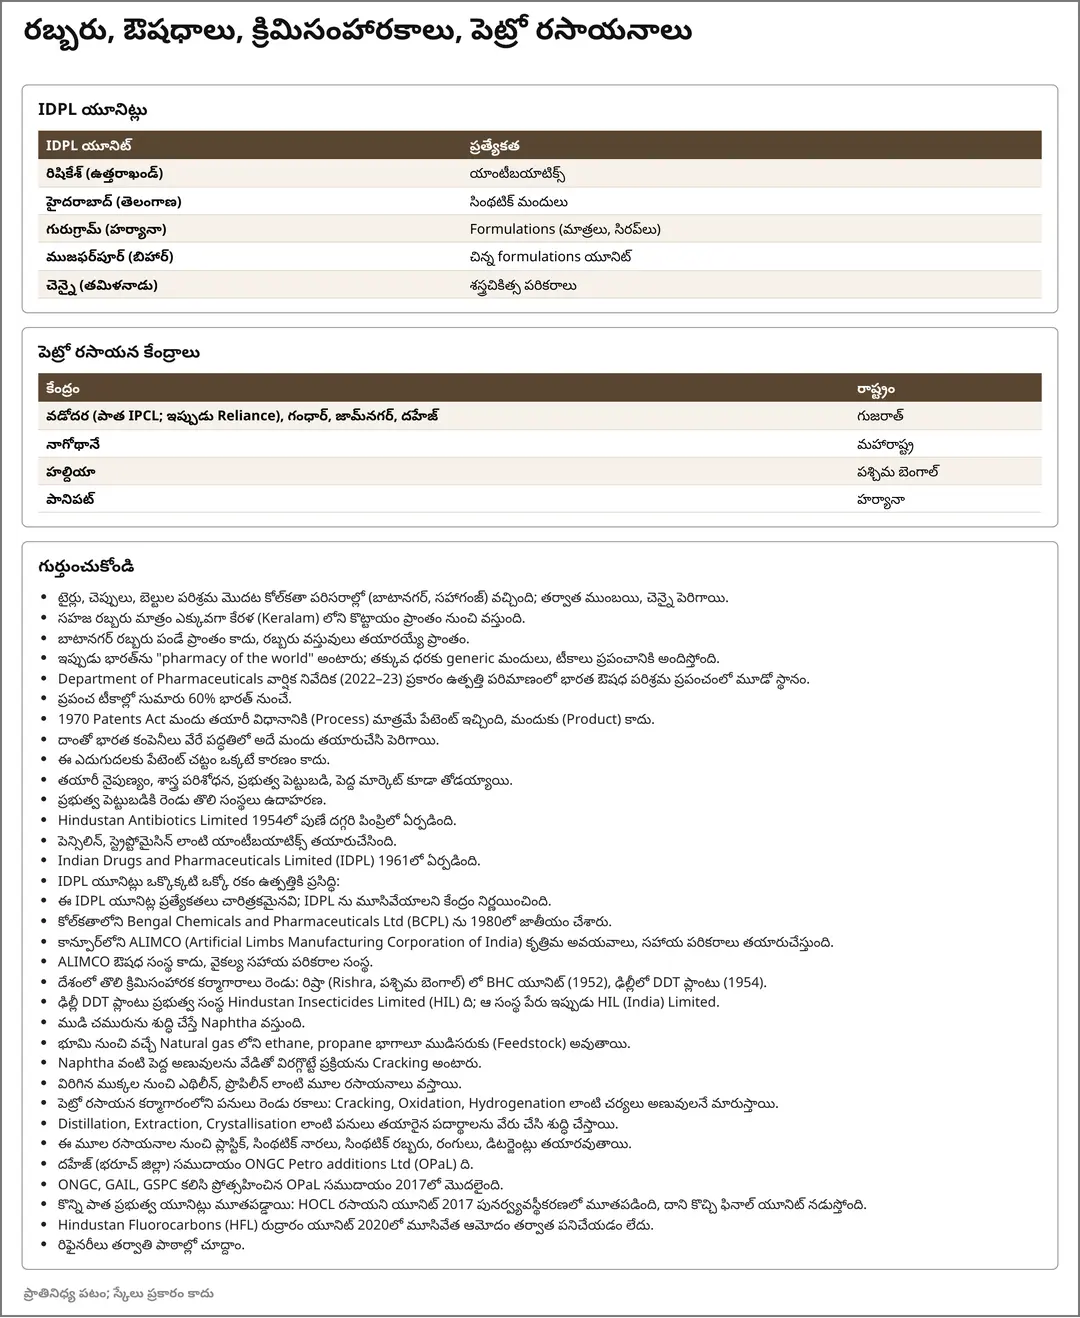 రబ్బరు, ఔషధాలు, క్రిమిసంహారకాలు, పెట్రో రసాయనాలు
IDPL యూనిట్లు
IDPL యూనిట్ ప్రత్యేకత
రిషికేశ్ (ఉత్తరాఖండ్) యాంటీబయాటిక్స్
హైదరాబాద్ (తెలంగాణ) సింథటిక్ మందులు
గురుగ్రామ్ (హర్యానా) Formulations (మాత్రలు, సిరప్‌లు)
ముజఫర్‌పూర్ (బిహార్) చిన్న formulations యూనిట్
చెన్నై (తమిళనాడు) శస్త్రచికిత్స పరికరాలు
పెట్రో రసాయన కేంద్రాలు
కేంద్రం రాష్ట్రం
వడోదర (పాత IPCL; ఇప్పుడు Reliance), గంధార్, జామ్‌నగర్, దహేజ్ గుజరాత్
నాగోథానే మహారాష్ట్ర
హల్దియా పశ్చిమ బెంగాల్
పానిపట్ హర్యానా
గుర్తుంచుకోండి
• టైర్లు, చెప్పులు, బెల్టుల పరిశ్రమ మొదట కోల్‌కతా పరిసరాల్లో (బాటానగర్, సహాగంజ్) వచ్చింది; తర్వాత ముంబయి, చెన్నై పెరిగాయి.
• సహజ రబ్బరు మాత్రం ఎక్కువగా కేరళ (Keralam) లోని కొట్టాయం ప్రాంతం నుంచి వస్తుంది.
• బాటానగర్ రబ్బరు పండే ప్రాంతం కాదు, రబ్బరు వస్తువులు తయారయ్యే ప్రాంతం.
• ఇప్పుడు భారత్‌ను "pharmacy of the world" అంటారు; తక్కువ ధరకు generic మందులు, టీకాలు ప్రపంచానికి అందిస్తోంది.
• Department of Pharmaceuticals వార్షిక నివేదిక (2022–23) ప్రకారం ఉత్పత్తి పరిమాణంలో భారత ఔషధ పరిశ్రమ ప్రపంచంలో మూడో స్థానం.
• ప్రపంచ టీకాల్లో సుమారు 60% భారత్ నుంచే.
• 1970 Patents Act మందు తయారీ విధానానికి (Process) మాత్రమే పేటెంట్ ఇచ్చింది, మందుకు (Product) కాదు.
• దాంతో భారత కంపెనీలు వేరే పద్ధతిలో అదే మందు తయారుచేసి పెరిగాయి.
• ఈ ఎదుగుదలకు పేటెంట్ చట్టం ఒక్కటే కారణం కాదు.
• తయారీ నైపుణ్యం, శాస్త్ర పరిశోధన, ప్రభుత్వ పెట్టుబడి, పెద్ద మార్కెట్ కూడా తోడయ్యాయి.
• ప్రభుత్వ పెట్టుబడికి రెండు తొలి సంస్థలు ఉదాహరణ.
• Hindustan Antibiotics Limited 1954లో పుణే దగ్గరి పింప్రిలో ఏర్పడింది.
• పెన్సిలిన్, స్ట్రెప్టోమైసిన్ లాంటి యాంటీబయాటిక్స్ తయారుచేసింది.
• Indian Drugs and Pharmaceuticals Limited (IDPL) 1961లో ఏర్పడింది.
• IDPL యూనిట్లు ఒక్కొక్కటి ఒక్కో రకం ఉత్పత్తికి ప్రసిద్ధి:
• ఈ IDPL యూనిట్ల ప్రత్యేకతలు చారిత్రకమైనవి; IDPL ను మూసివేయాలని కేంద్రం నిర్ణయించింది.
• కోల్‌కతాలోని Bengal Chemicals and Pharmaceuticals Ltd (BCPL) ను 1980లో జాతీయం చేశారు.
• కాన్పూర్‌లోని ALIMCO (Artificial Limbs Manufacturing Corporation of India) కృత్రిమ అవయవాలు, సహాయ పరికరాలు తయారుచేస్తుంది.
• ALIMCO ఔషధ సంస్థ కాదు, వైకల్య సహాయ పరికరాల సంస్థ.
• దేశంలో తొలి క్రిమిసంహారక కర్మాగారాలు రెండు: రిష్రా (Rishra, పశ్చిమ బెంగాల్) లో BHC యూనిట్ (1952), ఢిల్లీలో DDT ప్లాంటు (1954).
• ఢిల్లీ DDT ప్లాంటు ప్రభుత్వ సంస్థ Hindustan Insecticides Limited (HIL) ది; ఆ సంస్థ పేరు ఇప్పుడు HIL (India) Limited.
• ముడి చమురును శుద్ధి చేస్తే Naphtha వస్తుంది.
• భూమి నుంచి వచ్చే Natural gas లోని ethane, propane భాగాలూ ముడిసరుకు (Feedstock) అవుతాయి.
• Naphtha వంటి పెద్ద అణువులను వేడితో విరగ్గొట్టే ప్రక్రియను Cracking అంటారు.
• విరిగిన ముక్కల నుంచి ఎథిలీన్, ప్రొపిలీన్ లాంటి మూల రసాయనాలు వస్తాయి.
• పెట్రో రసాయన కర్మాగారంలోని పనులు రెండు రకాలు: Cracking, Oxidation, Hydrogenation లాంటి చర్యలు అణువులనే మారుస్తాయి.
• Distillation, Extraction, Crystallisation లాంటి పనులు తయారైన పదార్థాలను వేరు చేసి శుద్ధి చేస్తాయి.
• ఈ మూల రసాయనాల నుంచి ప్లాస్టిక్, సింథటిక్ నారలు, సింథటిక్ రబ్బరు, రంగులు, డిటర్జెంట్లు తయారవుతాయి.
• దహేజ్ (భరూచ్ జిల్లా) సముదాయం ONGC Petro additions Ltd (OPaL) ది.
• ONGC, GAIL, GSPC కలిసి ప్రోత్సహించిన OPaL సముదాయం 2017లో మొదలైంది.
• కొన్ని పాత ప్రభుత్వ యూనిట్లు మూతపడ్డాయి: HOCL రసాయని యూనిట్ 2017 పునర్వ్యవస్థీకరణలో మూతపడింది, దాని కొచ్చి ఫినాల్ యూనిట్ నడుస్తోంది.
• Hindustan Fluorocarbons (HFL) రుద్రారం యూనిట్ 2020లో మూసివేత ఆమోదం తర్వాత పనిచేయడం లేదు.
• రిఫైనరీలు తర్వాతి పాఠాల్లో చూద్దాం.
ప్రాతినిధ్య పటం; స్కేలు ప్రకారం కాదు